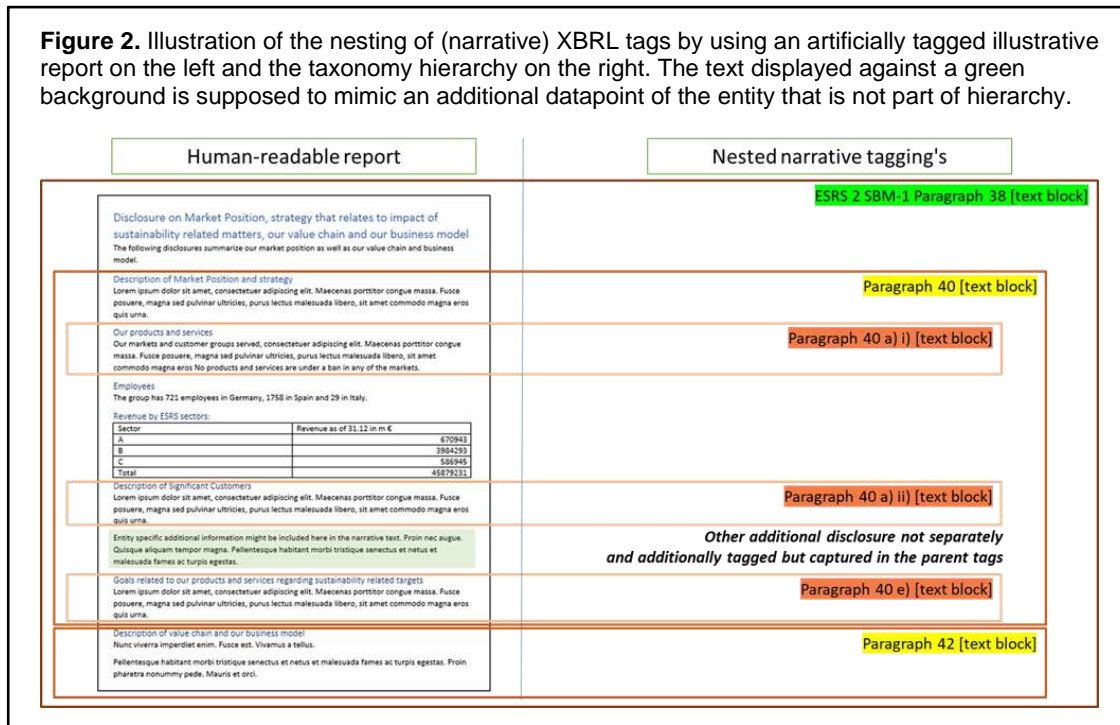 Figure 2. Illustration of the nesting of (narrative) XBRL tags by using an artificially tagged illustrative
report on the left and the taxonomy hierarchy on the right. The text displayed against a green
background is supposed to mimic an additional datapoint of the entity that is not part of hierarchy.
Human-readable report
Nested narrative tagging's
ESRS 2 SBM-1 Paragraph 38 [text block]
Disclosure on Market Position, strategy that relates to impact of
sustainability related matters, our value chain and our business model
The following disclosures summarize our market position as well as our value chain and business
model.
Description of Market Position and strategy
Paragraph 40 [text block]
Lorem ipsum dolor sit amet, consectetuer adipiscing elit. Maecenas porttitor congue massa. Fusce
posuere, magna sed pulvinar ultricies, purus lectus malesuada libero, sit amet commodo magna eros
quis urna.
Our products and services
Paragraph 40 a) i) [text block]
Our markets and customer groups served, consectetuer adipiscing elit. Maecenas porttitor congue
massa. Fusce posuere, magna sed pulvinar ultricies, purus lectus malesuada libero, sit amet
commodo magna eros No products and services are under a ban in any of the markets.
Employees
The group has 721 employees in Germany, 1758 in Spain and 29 in Italy.
Revenue by ESRS sectors:
Sector Revenue as of 31.12 in m €
A 670943
B 3984293
C 586945
Total 45879231
Description of Significant Customers
Paragraph 40 a) ii) [text block]
Lorem ipsum dolor sit amet, consectetuer adipiscing elit. Maecenas porttitor congue massa. Fusce
posuere, magna sed pulvinar ultricies, purus lectus malesuada libero, sit amet commodo magna eros
quis urna.
Entity specific additional information might be included here in the narrative text. Proin nec augue.
Quisque aliquam tempor magna. Pellentesque habitant morbi tristique senectus et netus et
malesuada fames ac turpis egestas.
Other additional disclosure not separately
and additionally tagged but captured in the parent tags
Goals related to our products and services regarding sustainability related targets
Paragraph 40 e) [text block]
Lorem ipsum dolor sit amet, consectetuer adipiscing elit. Maecenas porttitor congue massa. Fusce
posuere, magna sed pulvinar ultricies, purus lectus malesuada libero, sit amet commodo magna eros
quis urna.
Description of value chain and our business model
Paragraph 42 [text block]
Nunc viverra imperdiet enim. Fusce est. Vivamus a tellus.
Pellentesque habitant morbi tristique senectus et netus et malesuada fames ac turpis egestas. Proin
pharetra nonummy pede. Mauris et orci.